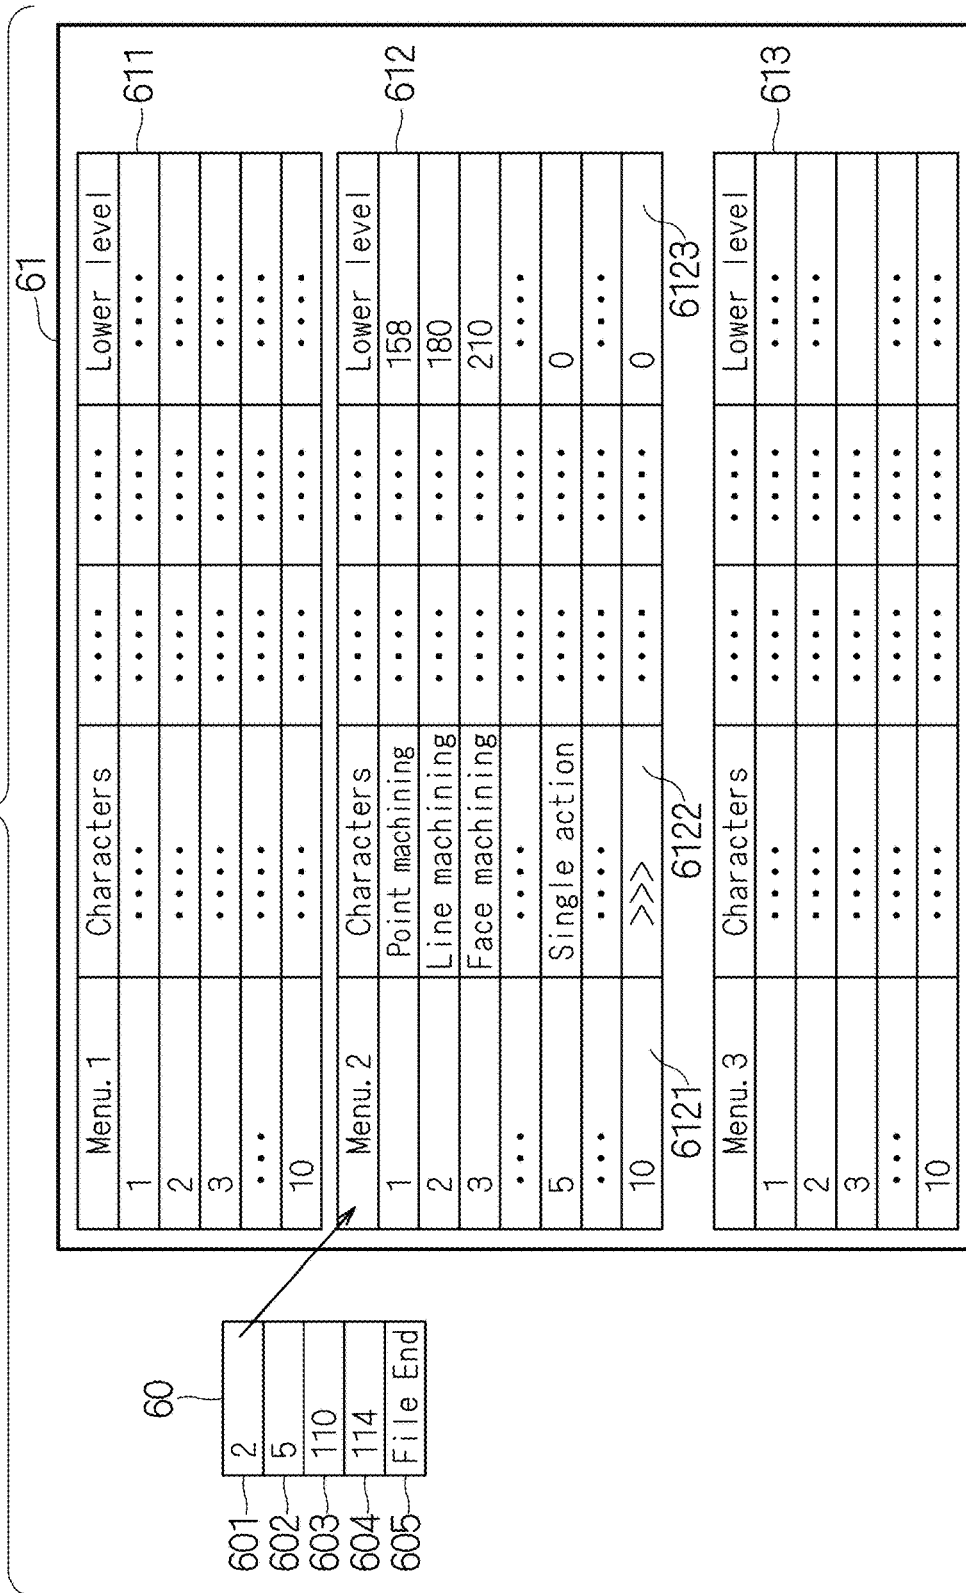 61
60
601 2
602 5
603 110
604 114
605 File End
Menu.1 Characters •••• •••• Lower level 611
1 •••• •••• •••• ••••
2 •••• •••• •••• ••••
3 •••• •••• •••• ••••
••• •••• •••• •••• ••••
10 •••• •••• •••• ••••
Menu.2 Characters •••• •••• Lower level 612
1 Point machining •••• •••• 158
2 Line machining •••• •••• 180
3 Face machining •••• •••• 210
••• •••• •••• •••• ••••
5 Single action •••• •••• 0
••• •••• •••• •••• ••••
10 >>> •••• •••• 0
6121 6122 6123
Menu.3 Characters •••• •••• Lower level 613
1 •••• •••• •••• ••••
2 •••• •••• •••• ••••
3 •••• •••• ••••
••• •••• •••• •••• ••••
10 •••• •••• •••• ••••